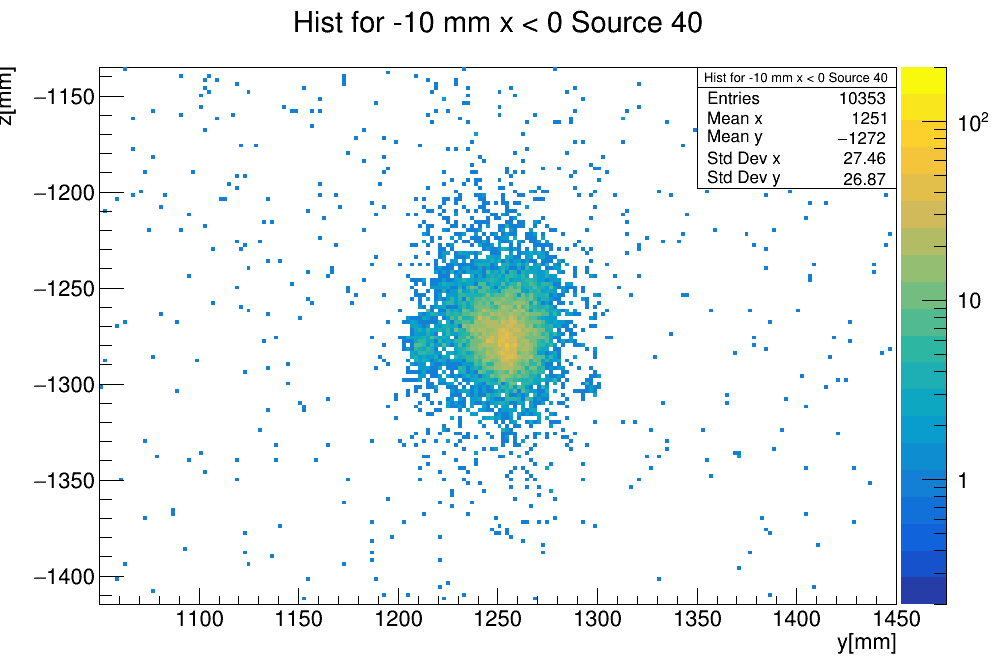 Hist for -10 mm x < 0 Source 40
z[mm]
Hist for -10 mm x < 0 Source 40
Entries 10353
Mean x 1251
Mean y −1272
Std Dev x 27.46
Std Dev y 26.87
−1150
−1200
−1250
−1300
−1350
−1400
1100 1150 1200 1250 1300 1350 1400 1450
y[mm]
10²
10
1